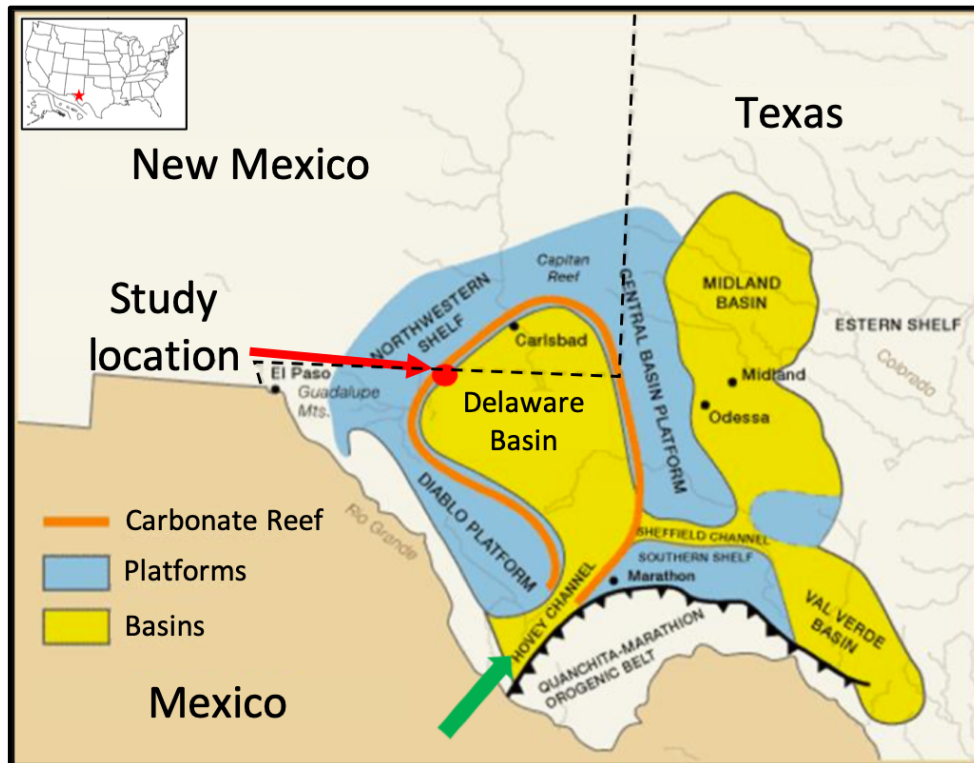 Texas
New Mexico
Capitan
Reef
NORTHWESTERN
SHELF
CENTRAL BASIN PLATFORM
MIDLAND
BASIN
Study
location
Carlsbad
ESTERN SHELF
Colorado
El Paso
Guadalupe
Mts.
Midland
Odessa
Delaware
Basin
DIABLO PLATFORM
Rio Grande
Carbonate Reef
Platforms
Basins
SHEFFIELD CHANNEL
SOUTHERN SHELF
Marathon
HOVEY CHANNEL
VAL VERDE
BASIN
QUANCHITA-MARATHION
OROGENIC BELT
Mexico